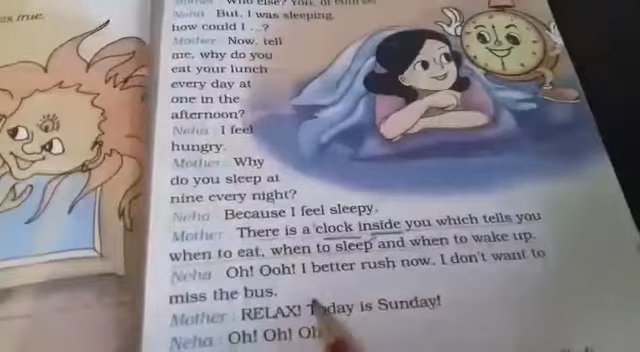 es true.
Who else? You, of course
Neha : But, I was sleeping,
how could I ...?
Mother : Now, tell
me, why do you
eat your lunch
every day at
one in the
afternoon?
Neha : I feel
hungry.
Mother : Why
do you sleep at
nine every night?
Neha : Because I feel sleepy.
Mother : There is a clock inside you which tells you
when to eat, when to sleep and when to wake up.
Neha : Oh! Ooh! I better rush now. I don't want to
miss the bus.
Mother : RELAX! Today is Sunday!
Neha : Oh! Oh! Oh